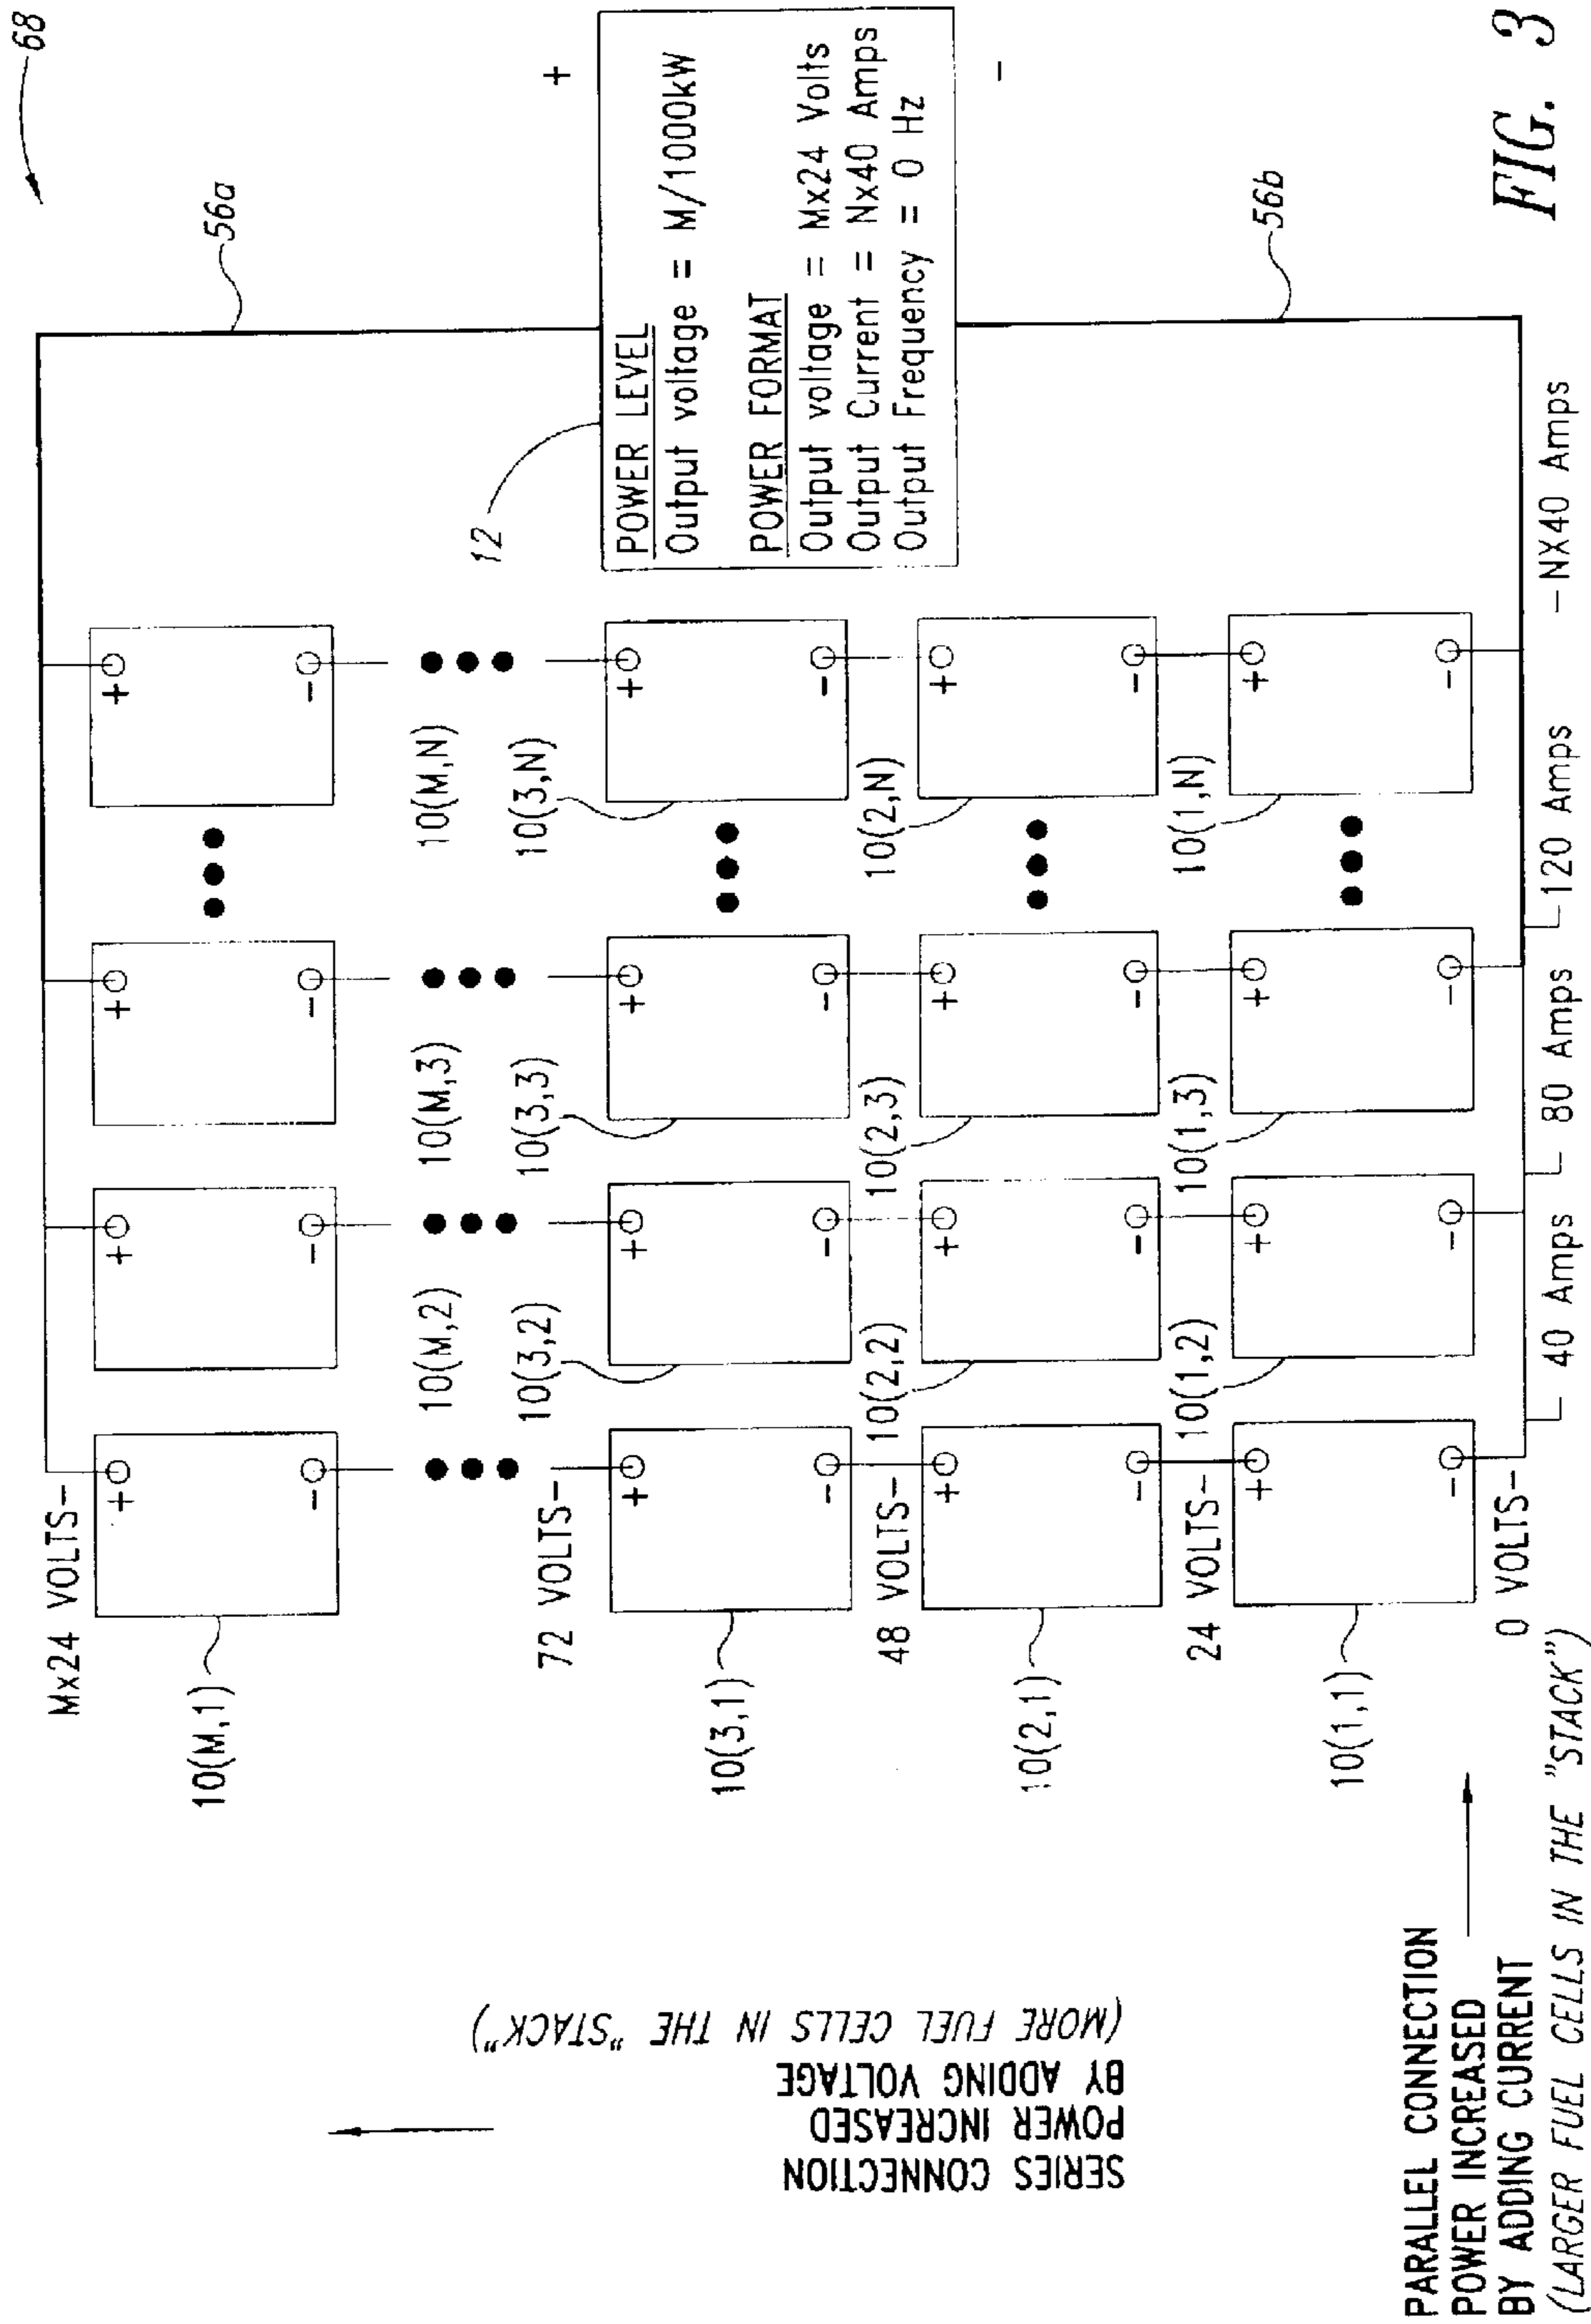 68
56a
Mx24 VOLTS-
10(M,1)
10(M,2)
10(M,3)
10(M,N)
+
-
+
-
+
-
+
-
12
+
POWER LEVEL
Output voltage = M/1000kW
POWER FORMAT
Output voltage = Mx24 Volts
Output Current = Nx40 Amps
Output Frequency = 0 Hz
-
72 VOLTS-
10(3,1)
10(3,2)
10(3,3)
10(3,N)
+
-
+
-
+
-
+
-
48 VOLTS-
10(2,1)
10(2,2)
10(2,3)
10(2,N)
+
-
+
-
+
-
+
-
24 VOLTS-
10(1,1)
10(1,2)
10(1,3)
10(1,N)
+
-
+
-
+
-
+
-
56b
0 VOLTS-
40 Amps
80 Amps
120 Amps
-NX40 Amps
SERIES CONNECTION
POWER INCREASED
BY ADDING VOLTAGE
(MORE FUEL CELLS IN THE "STACK")
PARALLEL CONNECTION
POWER INCREASED
BY ADDING CURRENT
(LARGER FUEL CELLS IN THE "STACK")
FIG. 3